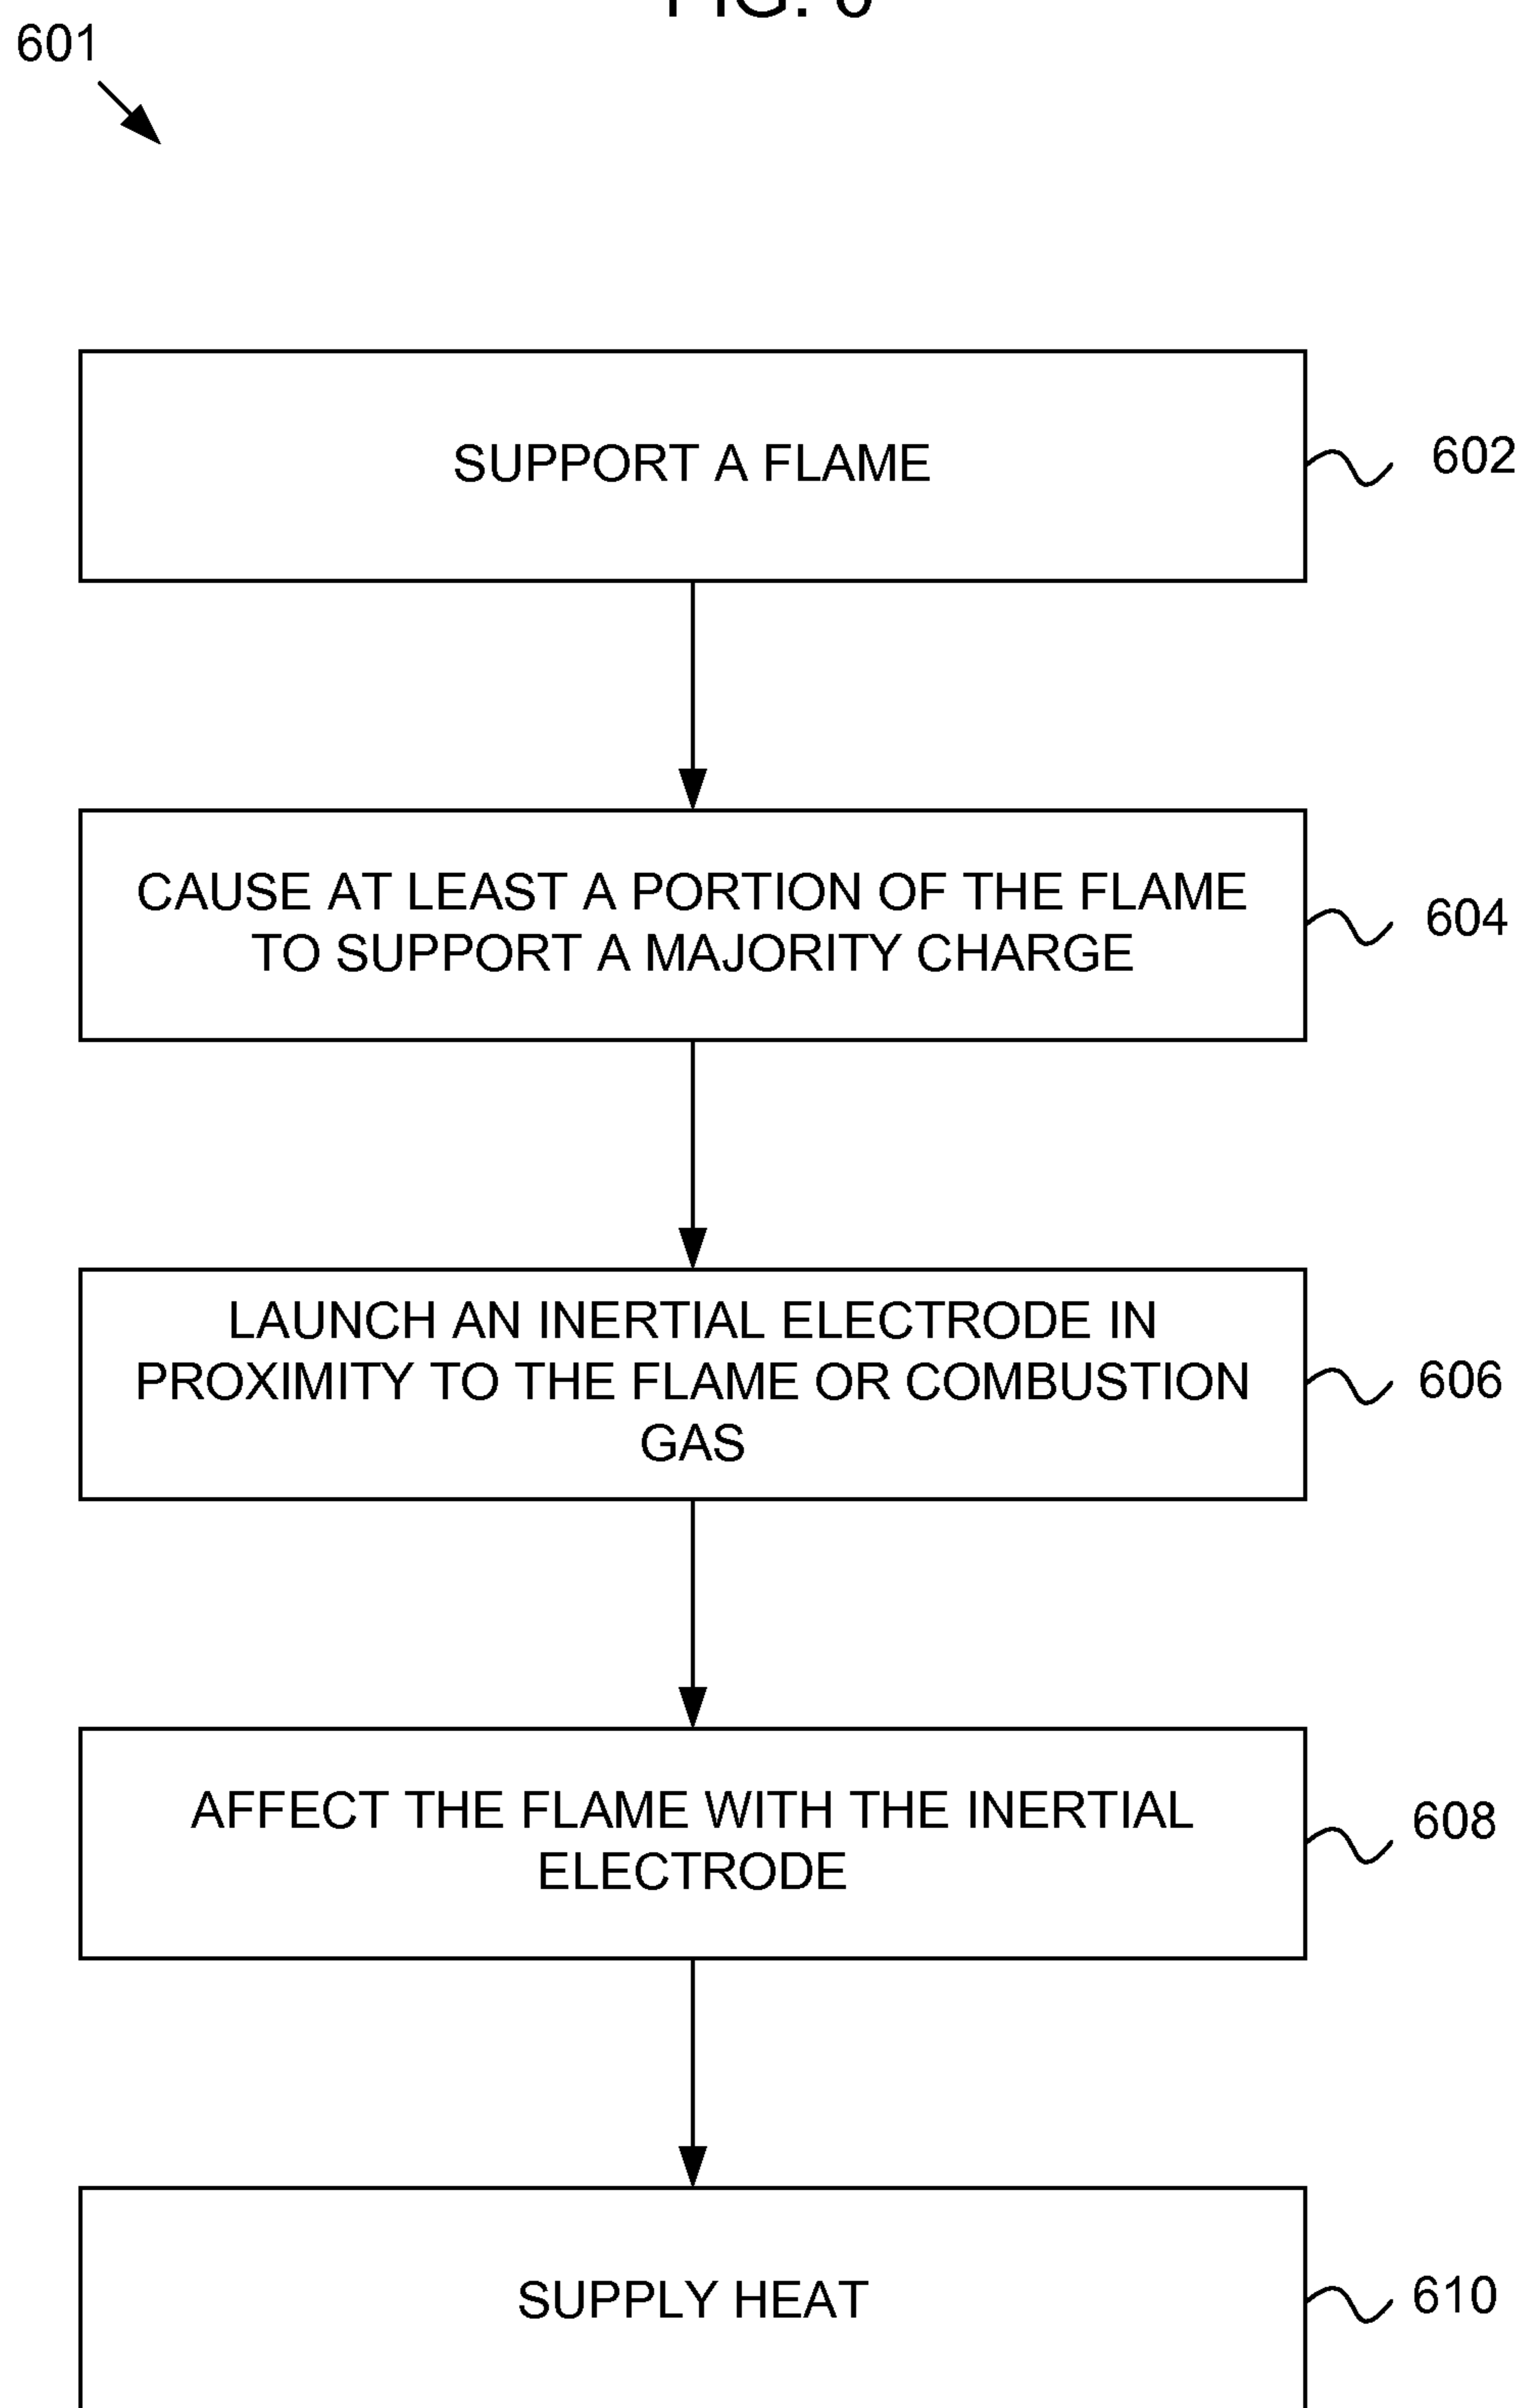 FIG. 6
601
SUPPORT A FLAME
602
CAUSE AT LEAST A PORTION OF THE FLAME
TO SUPPORT A MAJORITY CHARGE
604
LAUNCH AN INERTIAL ELECTRODE IN
PROXIMITY TO THE FLAME OR COMBUSTION
GAS
606
AFFECT THE FLAME WITH THE INERTIAL
ELECTRODE
608
SUPPLY HEAT
610